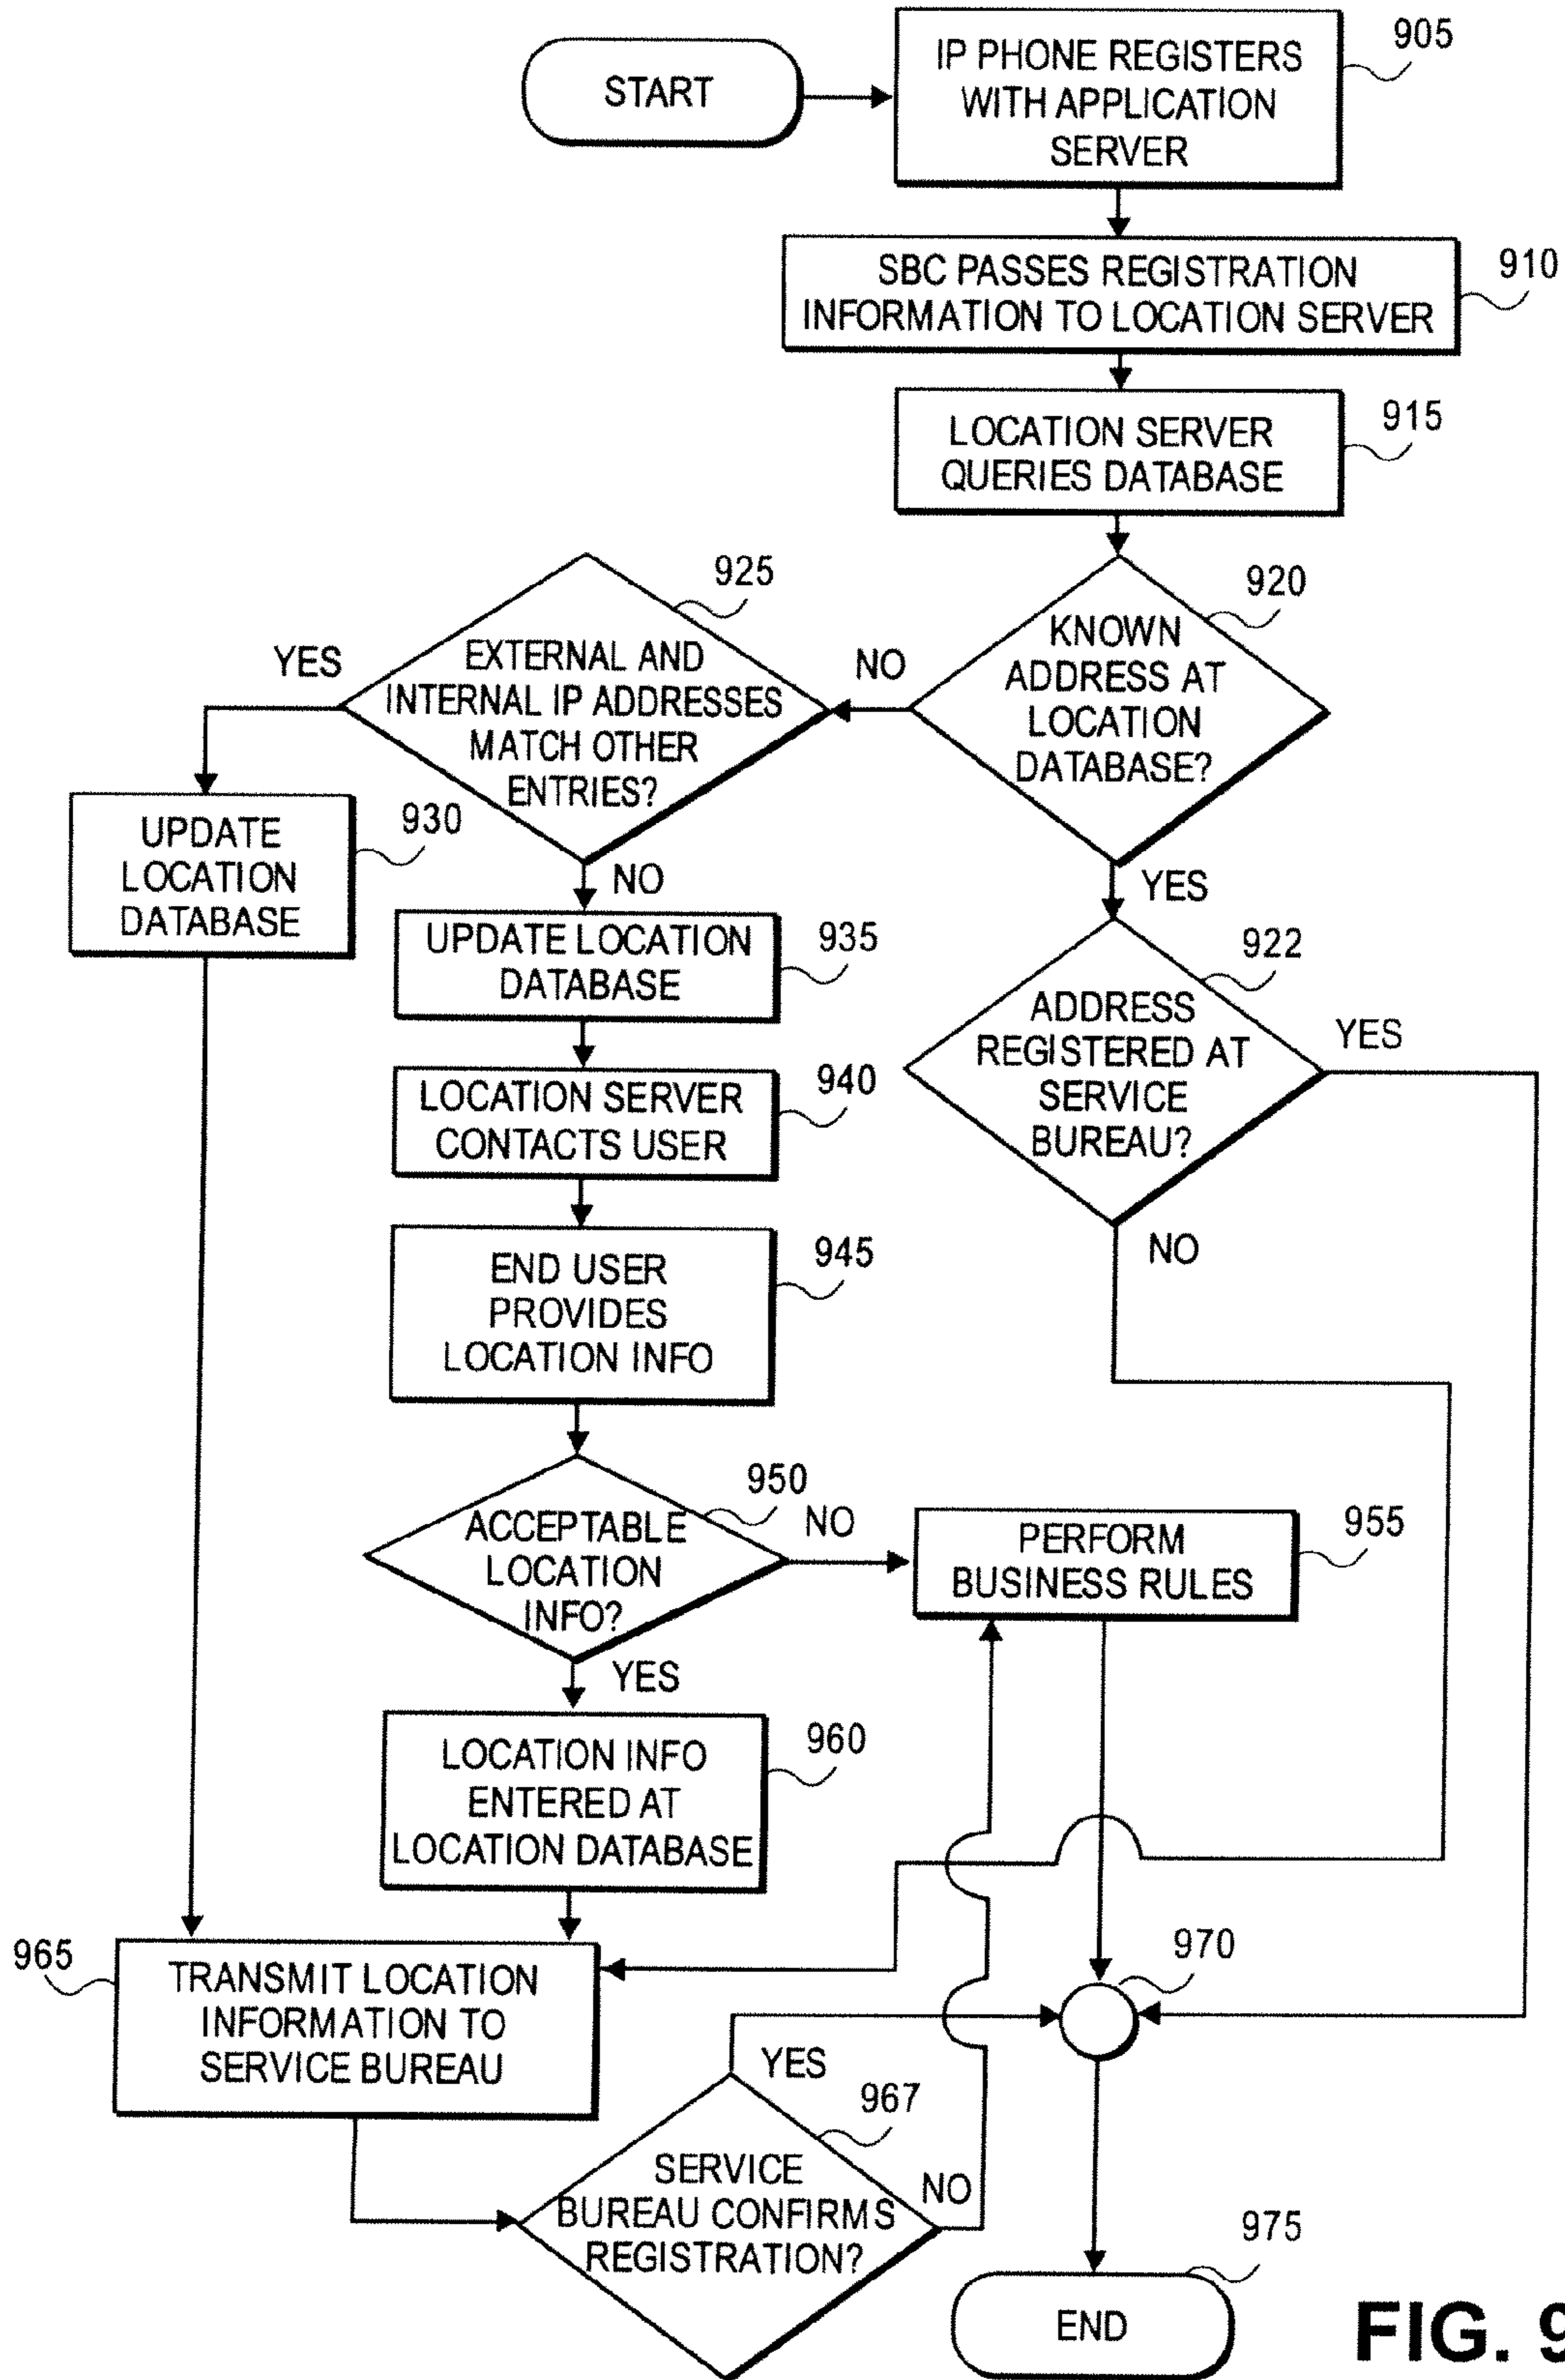 START
IP PHONE REGISTERS
WITH APPLICATION
SERVER
905
SBC PASSES REGISTRATION
INFORMATION TO LOCATION SERVER
910
LOCATION SERVER
QUERIES DATABASE
915
KNOWN
ADDRESS AT
LOCATION
DATABASE?
920
NO
YES
EXTERNAL AND
INTERNAL IP ADDRESSES
MATCH OTHER
ENTRIES?
925
YES
NO
UPDATE
LOCATION
DATABASE
930
UPDATE LOCATION
DATABASE
935
ADDRESS
REGISTERED AT
SERVICE
BUREAU?
922
YES
NO
LOCATION SERVER
CONTACTS USER
940
END USER
PROVIDES
LOCATION INFO
945
ACCEPTABLE
LOCATION
INFO?
950
NO
YES
PERFORM
BUSINESS RULES
955
LOCATION INFO
ENTERED AT
LOCATION DATABASE
960
965
TRANSMIT LOCATION
INFORMATION TO
SERVICE BUREAU
970
YES
967
SERVICE
BUREAU CONFIRMS
REGISTRATION?
NO
975
END
FIG. 9